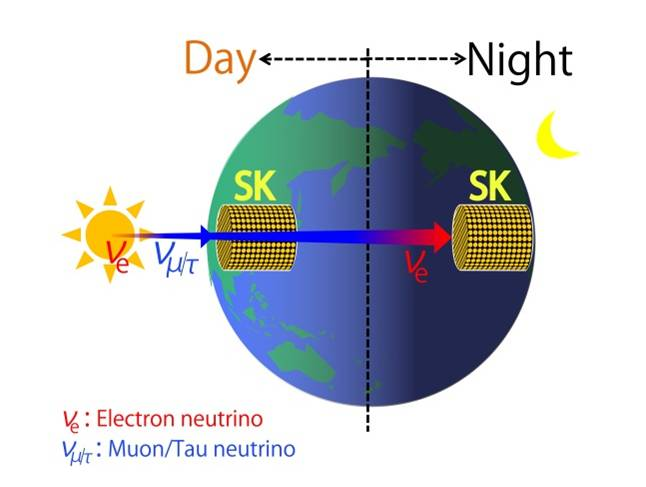 Day Night
SK SK
νe νμ/τ νe
νe : Electron neutrino
νμ/τ : Muon/Tau neutrino